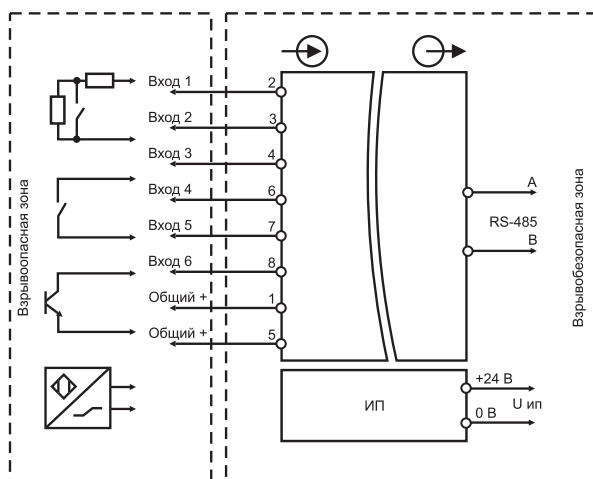 Взрывоопасная зона
Вход 1
2
Вход 2
3
Вход 3
4
Вход 4
6
Вход 5
7
Вход 6
8
Общий +
1
Общий +
5
A
RS-485
B
Взрывобезопасная зона
ИП
+24 В
U ип
0 В